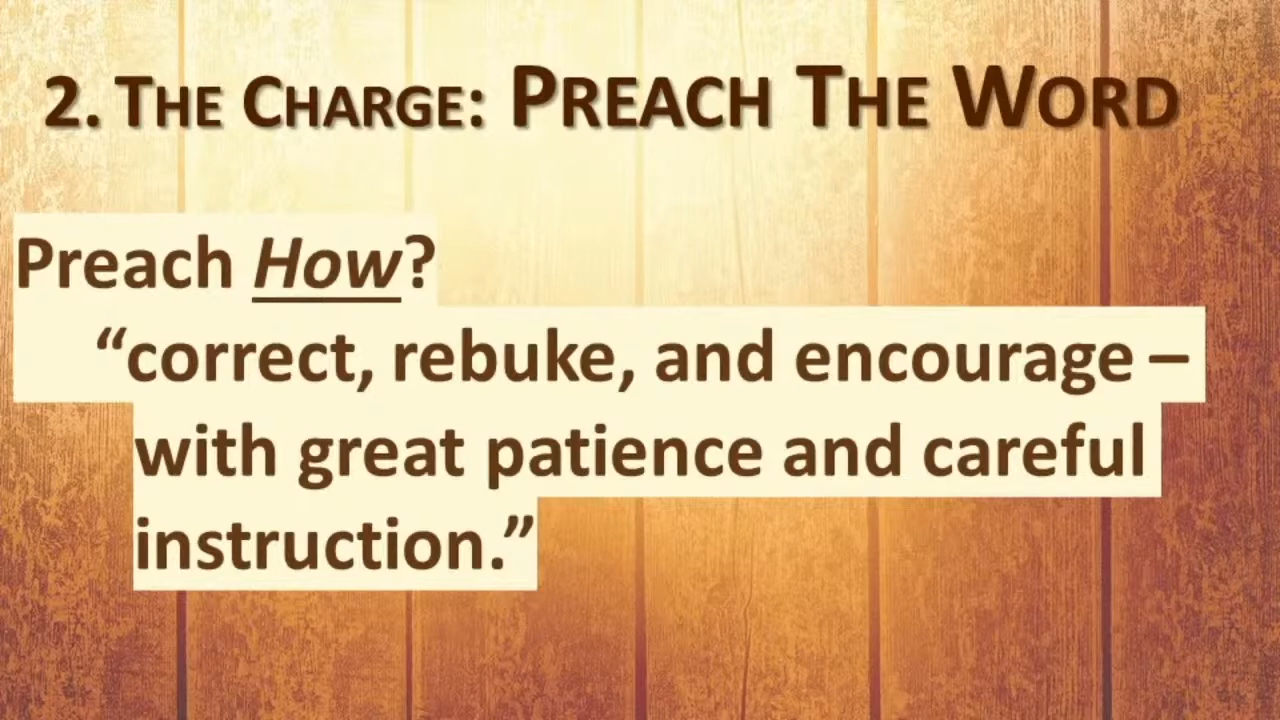 2. THE CHARGE: PREACH THE WORD
Preach How?
“correct, rebuke, and encourage –
with great patience and careful
instruction.”